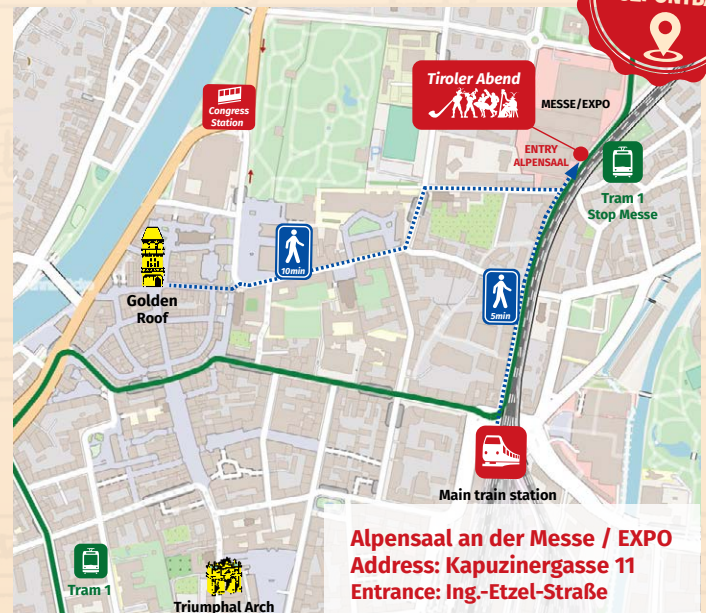 Tiroler Abend
Congress
Station
MESSE/EXPO
ENTRY
ALPENSAAL
Tram 1
Stop Messe
10min
Golden
Roof
5min
Main train station
Alpensaal an der Messe / EXPO
Address: Kapuzinergasse 11
Entrance: Ing.-Etzel-Straße
Tram 1
Triumphal Arch